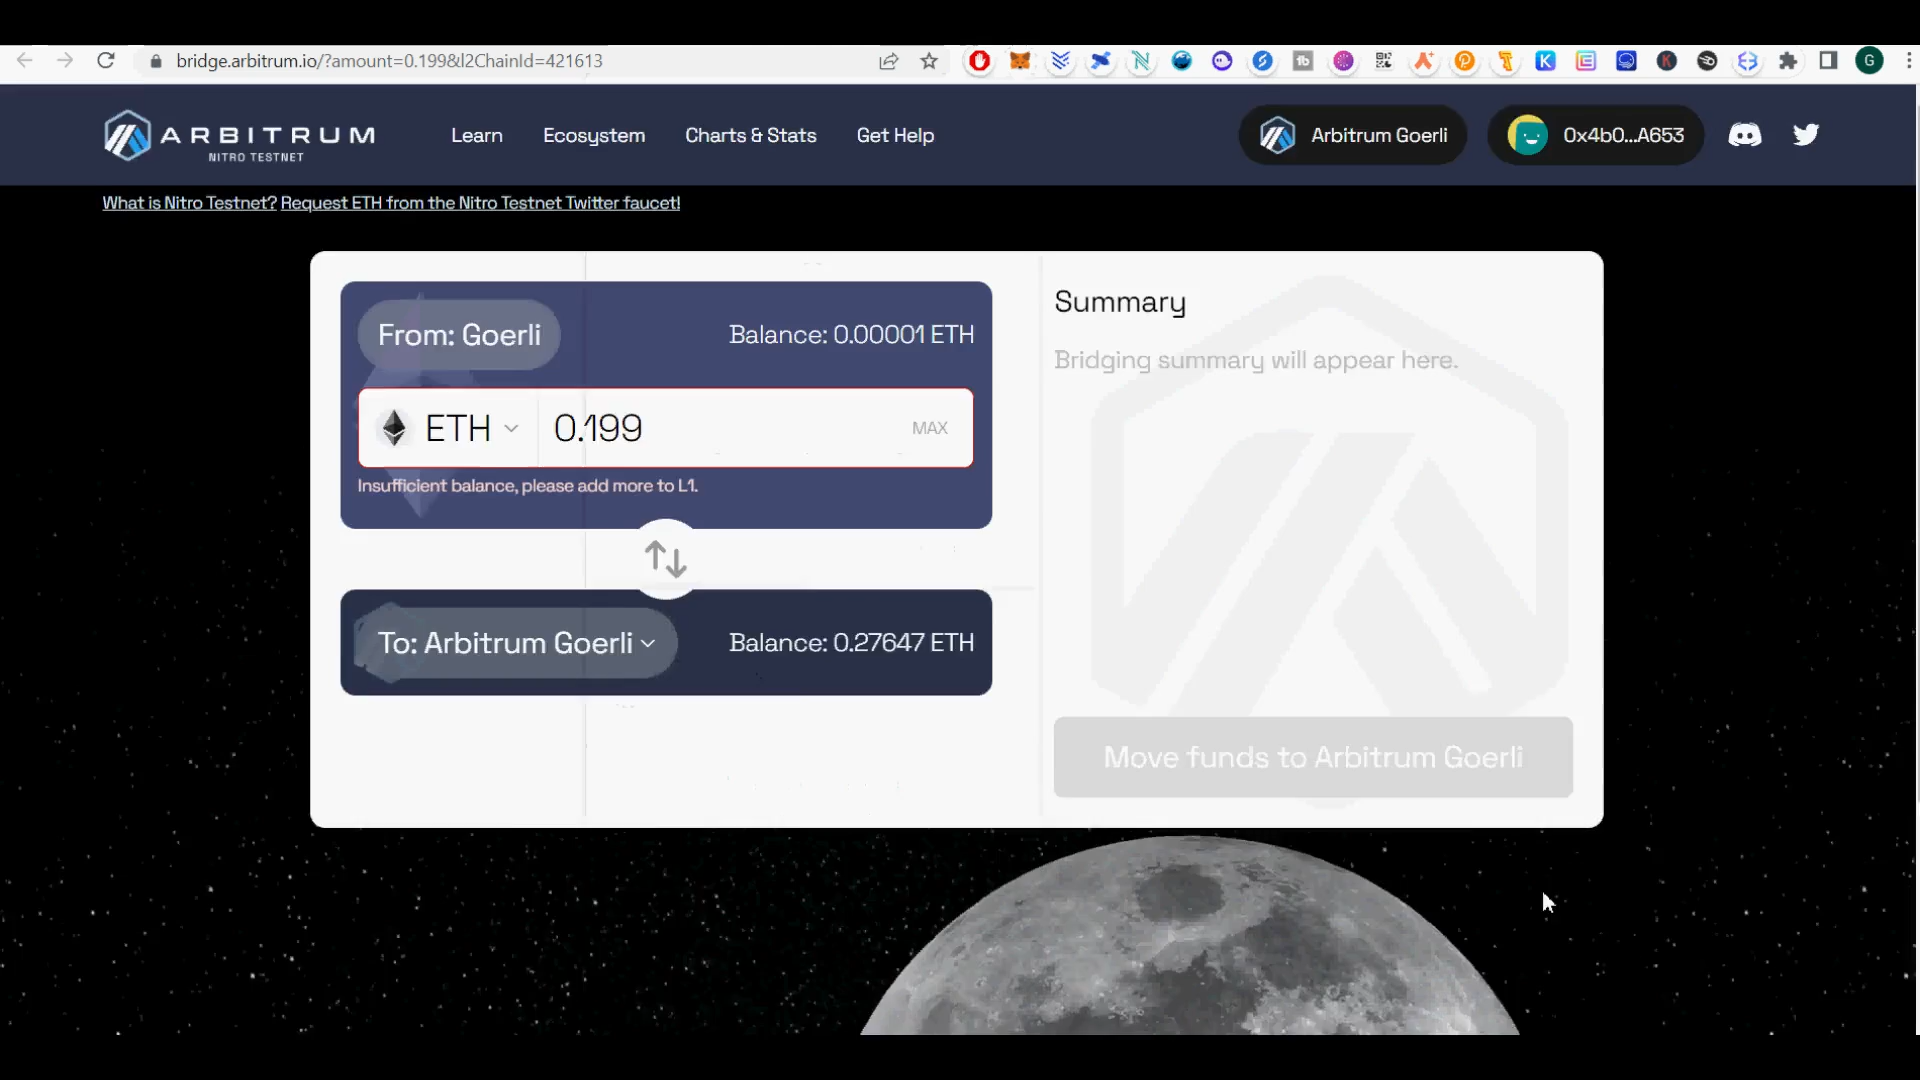 bridge.arbitrum.io/?amount=0.199&l2ChainId=421613
G
ARBITRUM
NITRO TESTNET
Learn
Ecosystem
Charts & Stats
Get Help
Arbitrum Goerli
0x4b0...A653
What is Nitro Testnet? Request ETH from the Nitro Testnet Twitter faucet!
From: Goerli
Balance: 0.00001 ETH
ETH
0.199
MAX
Insufficient balance, please add more to L1.
To: Arbitrum Goerli
Balance: 0.27647 ETH
Summary
Bridging summary will appear here.
Move funds to Arbitrum Goerli